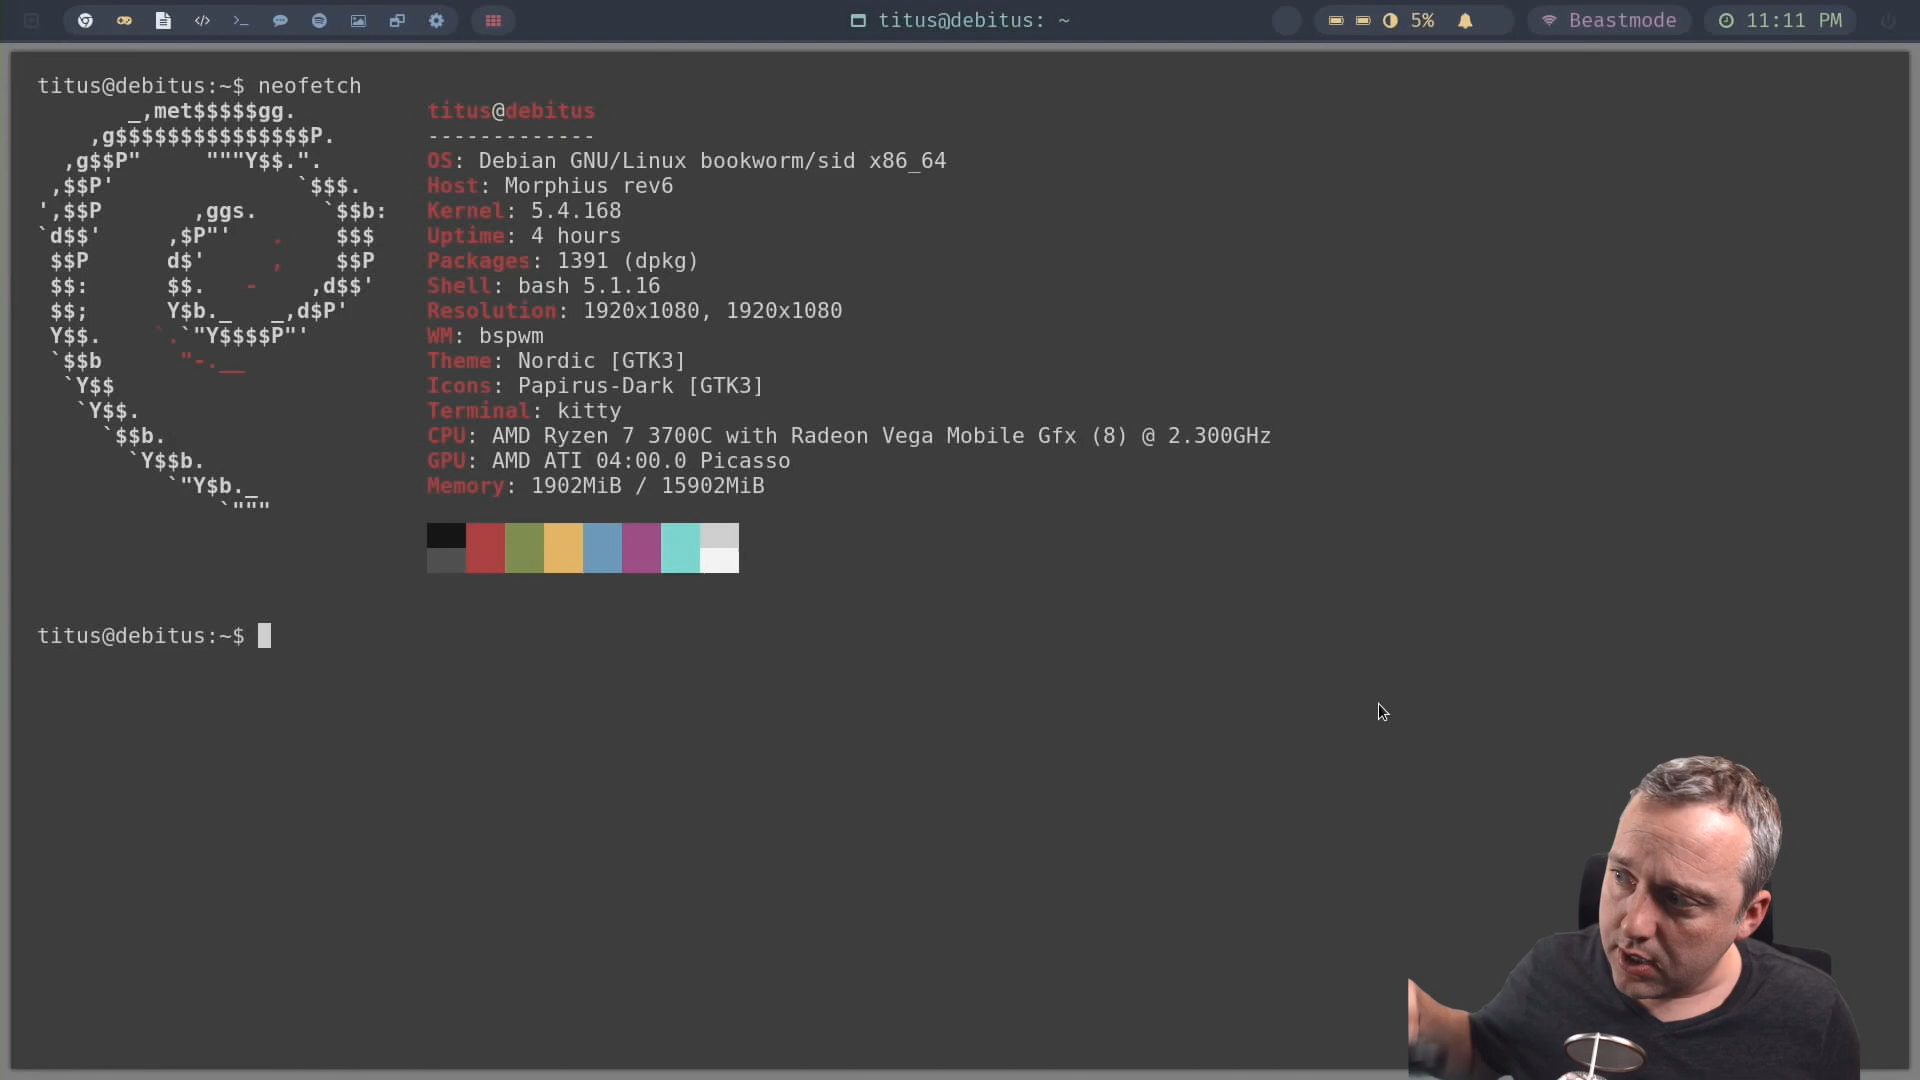 titus@debitus: ~
5%
Beastmode
11:11 PM
titus@debitus:~$ neofetch
_,met$$$$$gg.
,g$$$$$$$$$$$$$$$P.
,g$$P"     """Y$$.".
,$$P'              `$$$.
',$$P       ,ggs.     `$$b:
`d$$'     ,$P"'   .    $$$
$$P      d$'     ,    $$P
$$:      $$.   -    ,d$$'
$$;      Y$b._   _,d$P'
Y$$.    `.`"Y$$$$P"'
`$$b      "-.__
`Y$$
`Y$$.
`$$b.
`Y$$b.
`"Y$b._
`"""
titus@debitus
-------------
OS: Debian GNU/Linux bookworm/sid x86_64
Host: Morphius rev6
Kernel: 5.4.168
Uptime: 4 hours
Packages: 1391 (dpkg)
Shell: bash 5.1.16
Resolution: 1920x1080, 1920x1080
WM: bspwm
Theme: Nordic [GTK3]
Icons: Papirus-Dark [GTK3]
Terminal: kitty
CPU: AMD Ryzen 7 3700C with Radeon Vega Mobile Gfx (8) @ 2.300GHz
GPU: AMD ATI 04:00.0 Picasso
Memory: 1902MiB / 15902MiB
titus@debitus:~$